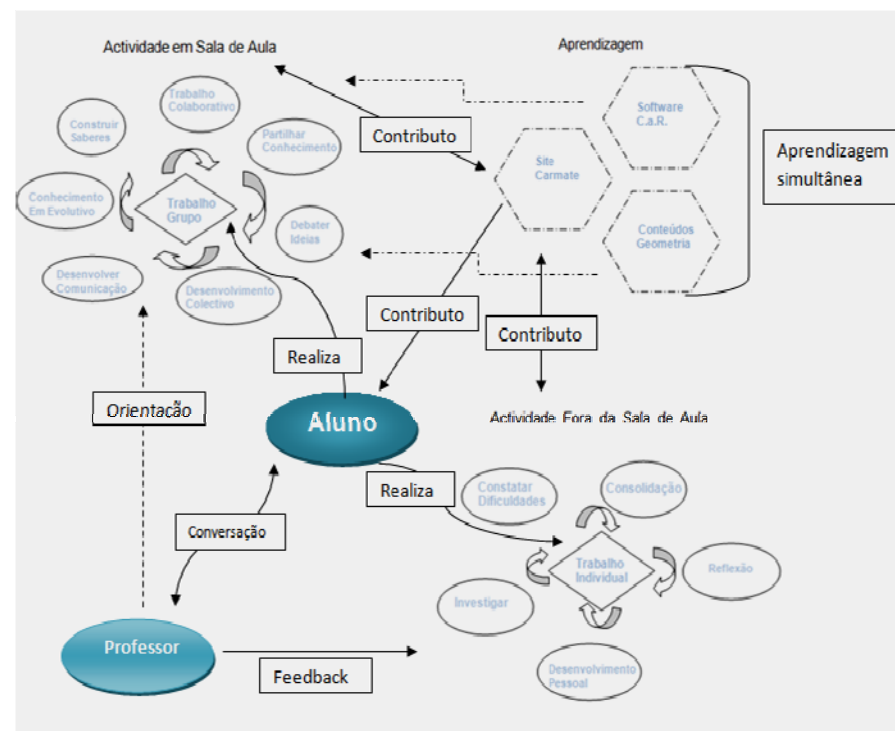 Actividade em Sala de Aula
Aprendizagem
Trabalho
Colaborativo
Construir
Saberes
Partilhar
Conhecimento
Conhecimento
Em Evolutivo
Trabalho
Grupo
Debater
Ideias
Desenvolver
Comunicação
Desenvolvimento
Colectivo
Contributo
Software
C.a.R.
Site
Carmate
Conteúdos
Geometria
Aprendizagem
simultânea
Contributo
Contributo
Realiza
Orientação
Aluno
Actividade Fora da Sala de Aula
Realiza
Constatar
Dificuldades
Consolidação
Conversação
Trabalho
Individual
Reflexão
Investigar
Professor
Feedback
Desenvolvimento
Pessoal